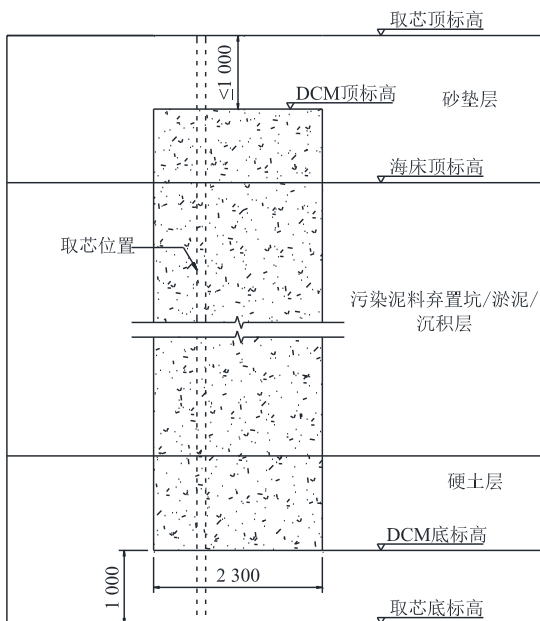 取芯顶标高
≤1 000
DCM顶标高
砂垫层
海床顶标高
取芯位置
污染泥料弃置坑/淤泥/
沉积层
硬土层
DCM底标高
2 300
1 000
取芯底标高